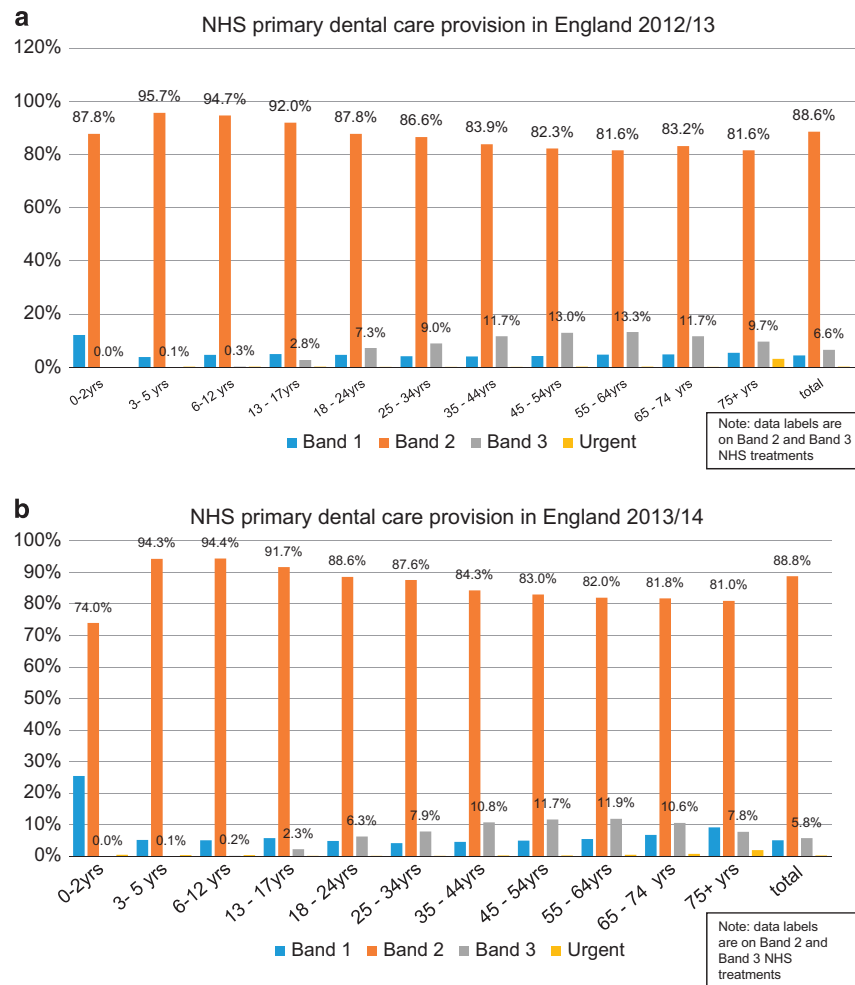 a
NHS primary dental care provision in England 2012/13
120%
100%
80%
60%
40%
20%
0%
87.8% 95.7% 94.7% 92.0% 87.8% 86.6% 83.9% 82.3% 81.6% 83.2% 81.6% 88.6%
0.0% 0.1% 0.3% 2.8% 7.3% 9.0% 11.7% 13.0% 13.3% 11.7% 9.7% 6.6%
0-2yrs 3- 5 yrs 6-12 yrs 13 - 17yrs 18 - 24yrs 25 - 34yrs 35 - 44yrs 45 - 54yrs 55 - 64yrs 65 - 74 yrs 75+ yrs total
Band 1 Band 2 Band 3 Urgent
Note: data labels are
on Band 2 and Band 3
NHS treatments
b
NHS primary dental care provision in England 2013/14
100%
90%
80%
70%
60%
50%
40%
30%
20%
10%
0%
74.0% 94.3% 94.4% 91.7% 88.6% 87.6% 84.3% 83.0% 82.0% 81.8% 81.0% 88.8%
0.0% 0.1% 0.2% 2.3% 6.3% 7.9% 10.8% 11.7% 11.9% 10.6% 7.8% 5.8%
0-2yrs 3- 5 yrs 6-12 yrs 13 - 17yrs 18 - 24yrs 25 - 34yrs 35 - 44yrs 45 - 54yrs 55 - 64yrs 65 - 74 yrs 75+ yrs total
Band 1 Band 2 Band 3 Urgent
Note: data labels
are on Band 2 and
Band 3 NHS
treatments